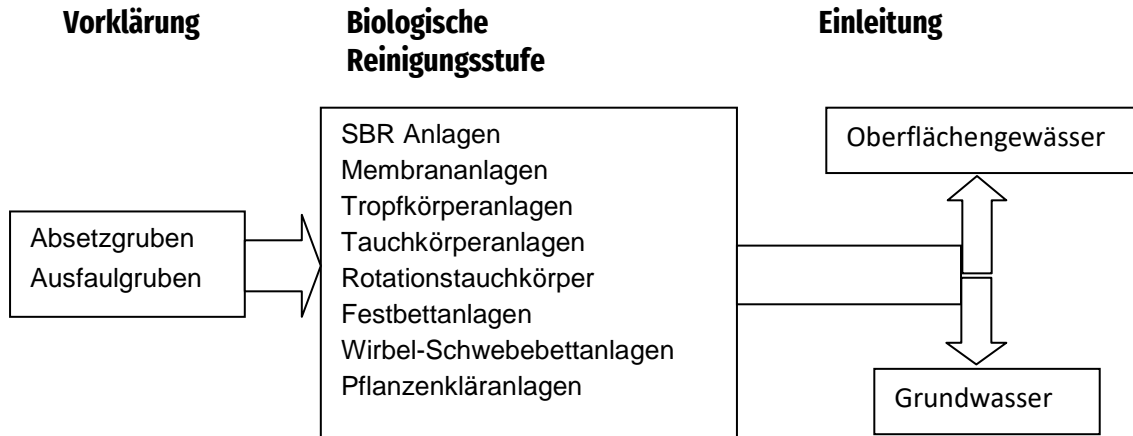 Vorklärung
Biologische
Reinigungsstufe
Einleitung
Absetzgruben
Ausfaulgruben
SBR Anlagen
Membrananlagen
Tropfkörperanlagen
Tauchkörperanlagen
Rotationstauchkörper
Festbettanlagen
Wirbel-Schwebebettanlagen
Pflanzenkläranlagen
Oberflächengewässer
Grundwasser